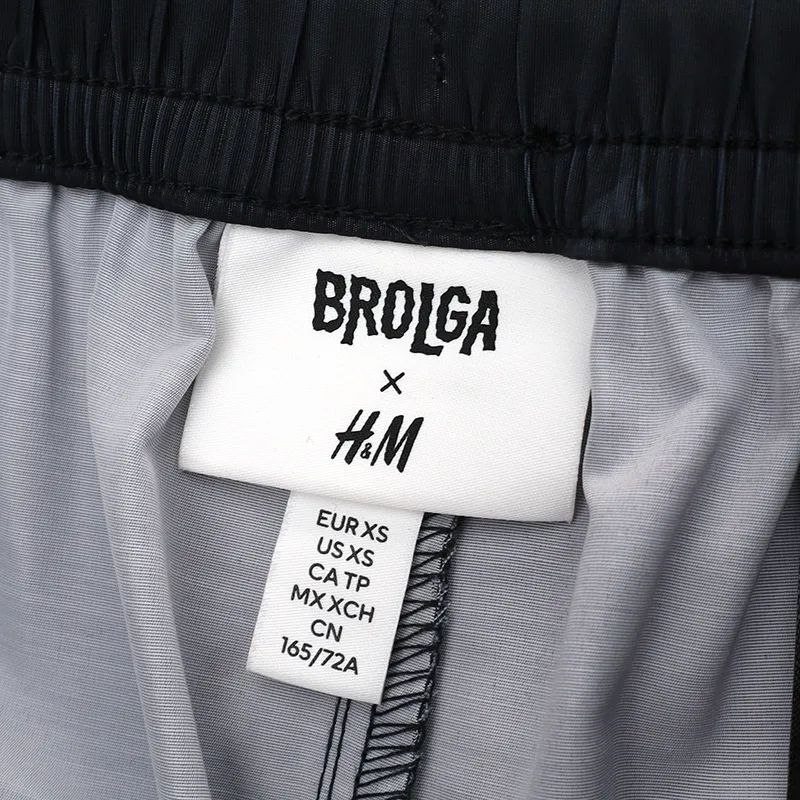 BROLGA
×
H&M
EUR XS
US XS
CA TP
MX XCH
CN
165/72A